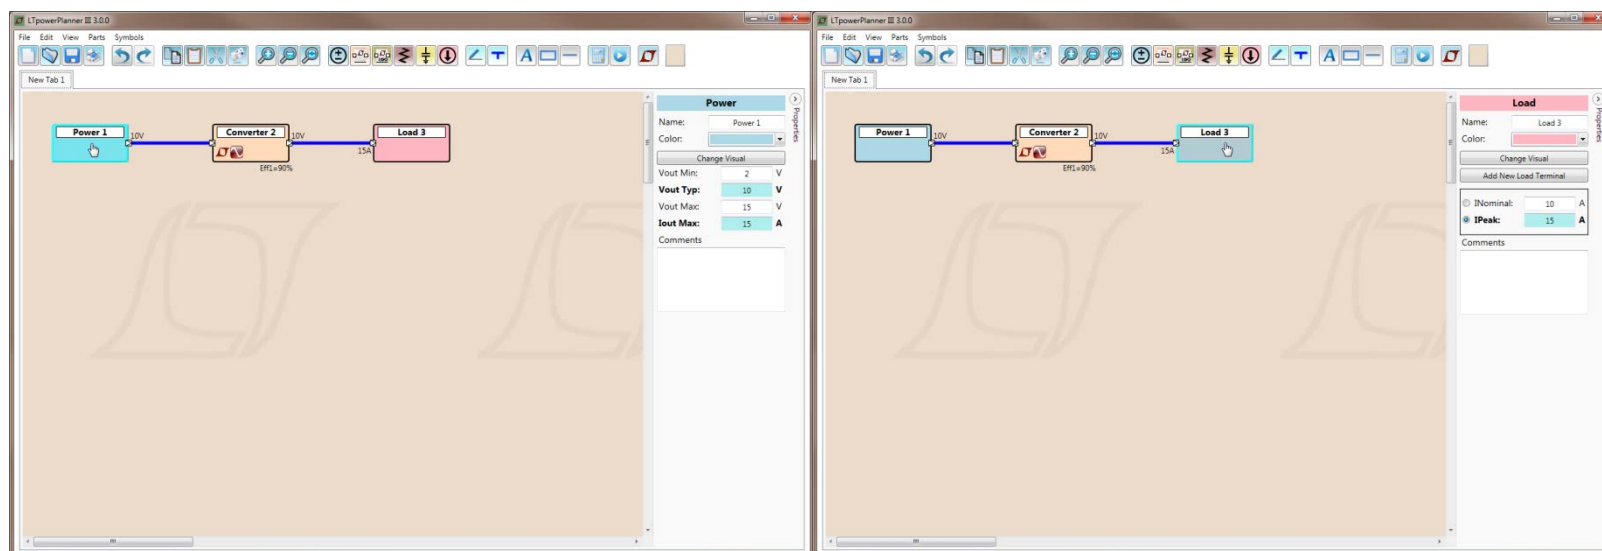 LTpowerPlanner III 3.0.0
File Edit View Parts Symbols
New Tab 1
Power 1
10V
Converter 2
10V
Load 3
15A
Eff1=90%
Power
Name: Power 1
Color:
Change Visual
Vout Min: 2 V
Vout Typ: 10 V
Vout Max: 15 V
Iout Max: 15 A
Comments
Properties
LTpowerPlanner III 3.0.0
File Edit View Parts Symbols
New Tab 1
Power 1
10V
Converter 2
10V
Load 3
15A
Eff1=90%
Load
Name: Load 3
Color:
Change Visual
Add New Load Terminal
INominal: 10 A
IPeak: 15 A
Comments
Properties